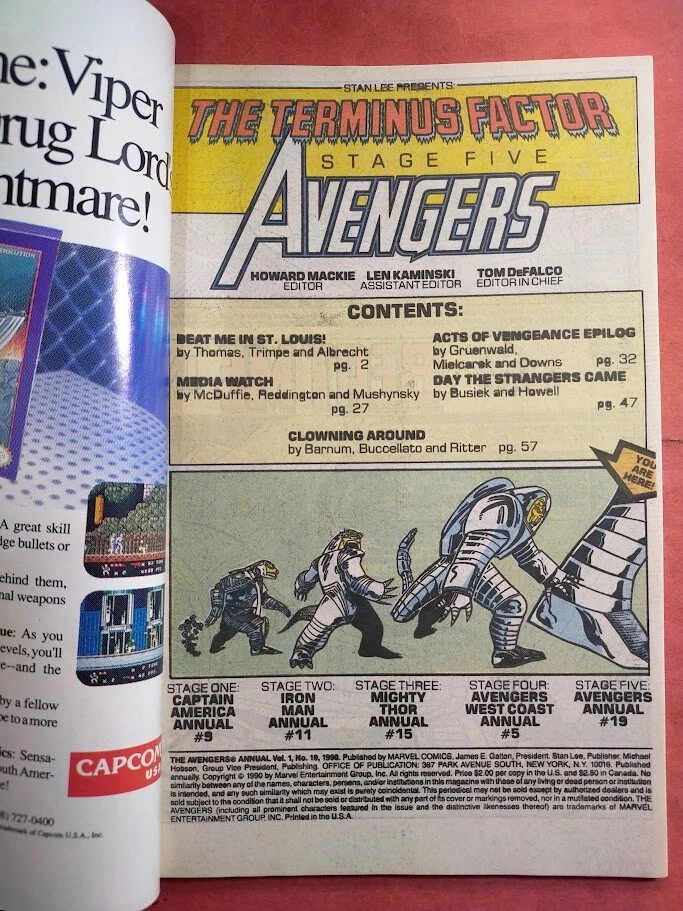 ne: Viper
rug Lord
ntmare!
A great skill
dge bullets or
ehind them,
nal weapons
ue: As you
evels, you'll
e--and the
by a fellow
pe to a more
ics: Sensa-
outh Amer-
e!
CAPCOM
USA
8) 727-0400
trademark of Capcom U.S.A., Inc.
STAN LEE PRESENTS:
THE TERMINUS FACTOR
STAGE FIVE
AVENGERS
HOWARD MACKIE LEN KAMINSKI TOM DeFALCO
EDITOR ASSISTANT EDITOR EDITOR IN CHIEF
CONTENTS:
BEAT ME IN ST. LOUIS!
by Thomas, Trimpe and Albrecht
pg. 2
MEDIA WATCH
by McDuffie, Reddington and Mushynsky
pg. 27
ACTS OF VENGEANCE EPILOG
by Gruenwald,
Mielcarek and Downs pg. 32
DAY THE STRANGERS CAME
by Busiek and Howell
pg. 47
CLOWNING AROUND
by Barnum, Buccellato and Ritter pg. 57
YOU
ARE
HERE!
STAGE ONE:
CAPTAIN
AMERICA
ANNUAL
#9
STAGE TWO:
IRON
MAN
ANNUAL
#11
STAGE THREE:
MIGHTY
THOR
ANNUAL
#15
STAGE FOUR:
AVENGERS
WEST COAST
ANNUAL
#5
STAGE FIVE:
AVENGERS
ANNUAL
#19
THE AVENGERS® ANNUAL Vol. 1, No. 19, 1990. Published by MARVEL COMICS, James E. Galton, President. Stan Lee, Publisher. Michael
Hobson, Group Vice President, Publishing. OFFICE OF PUBLICATION: 387 PARK AVENUE SOUTH, NEW YORK, N.Y. 10016. Published
annually. Copyright © 1990 by Marvel Entertainment Group, Inc. All rights reserved. Price $2.00 per copy in the U.S. and $2.50 in Canada. No
similarity between any of the names, characters, persons, and/or institutions in this magazine with those of any living or dead person or institution
is intended, and any such similarity which may exist is purely coincidental. This periodical may not be sold except by authorized dealers and is
sold subject to the condition that it shall not be sold or distributed with any part of its cover or markings removed, nor in a mutilated condition. THE
AVENGERS (including all prominent characters featured in the issue and the distinctive likenesses thereof) are trademarks of MARVEL
ENTERTAINMENT GROUP, INC. Printed in the U.S.A.